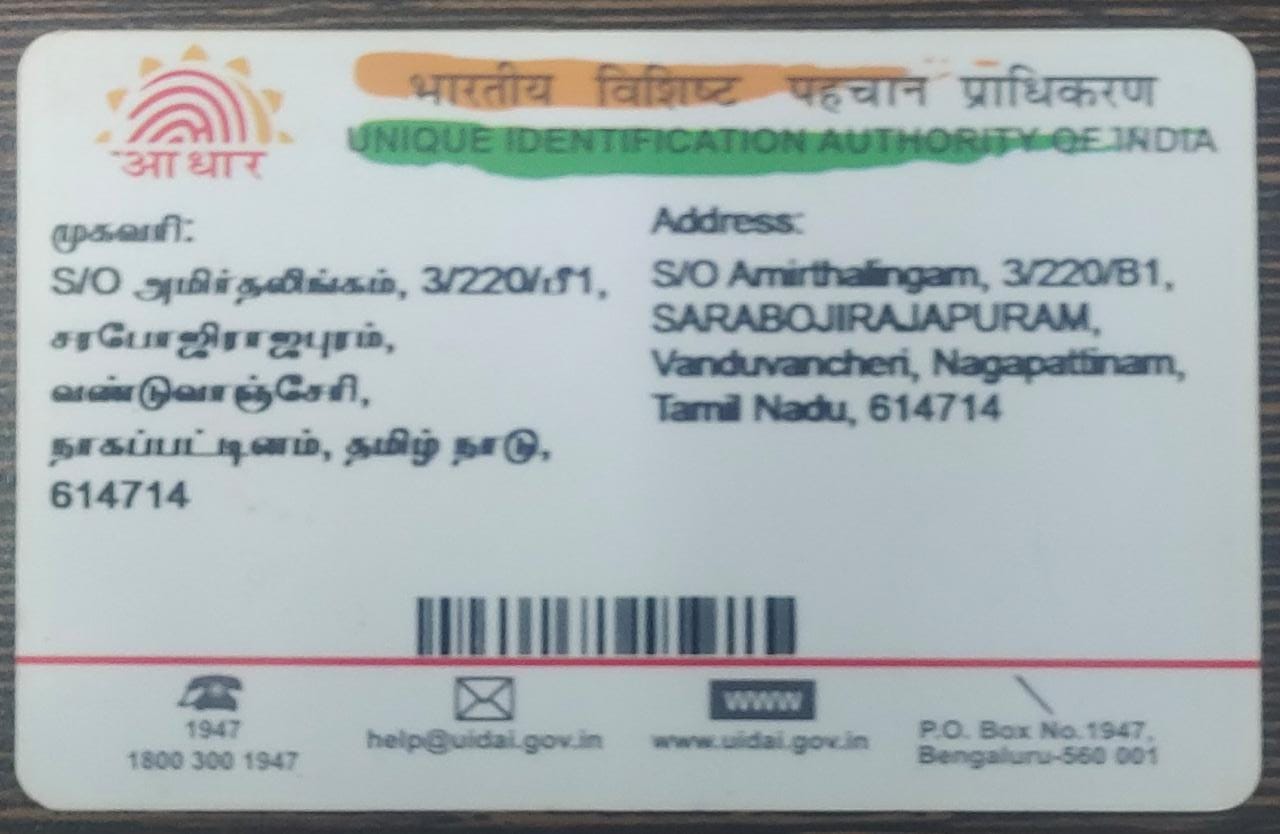 आधार
भारतीय विशिष्ट पहचान प्राधिकरण
UNIQUE IDENTIFICATION AUTHORITY OF INDIA
முகவரி:
S/O அமிர்தலிங்கம், 3/220/பி1,
சரபோஜிராஜபுரம்,
வண்டுவாஞ்சேரி,
நாகப்பட்டினம், தமிழ் நாடு,
614714
Address:
S/O Amirthalingam, 3/220/B1,
SARABOJIRAJAPURAM,
Vanduvancheri, Nagapattinam,
Tamil Nadu, 614714
1947
1800 300 1947
help@uidai.gov.in
www
www.uidai.gov.in
P.O. Box No.1947,
Bengaluru-560 001